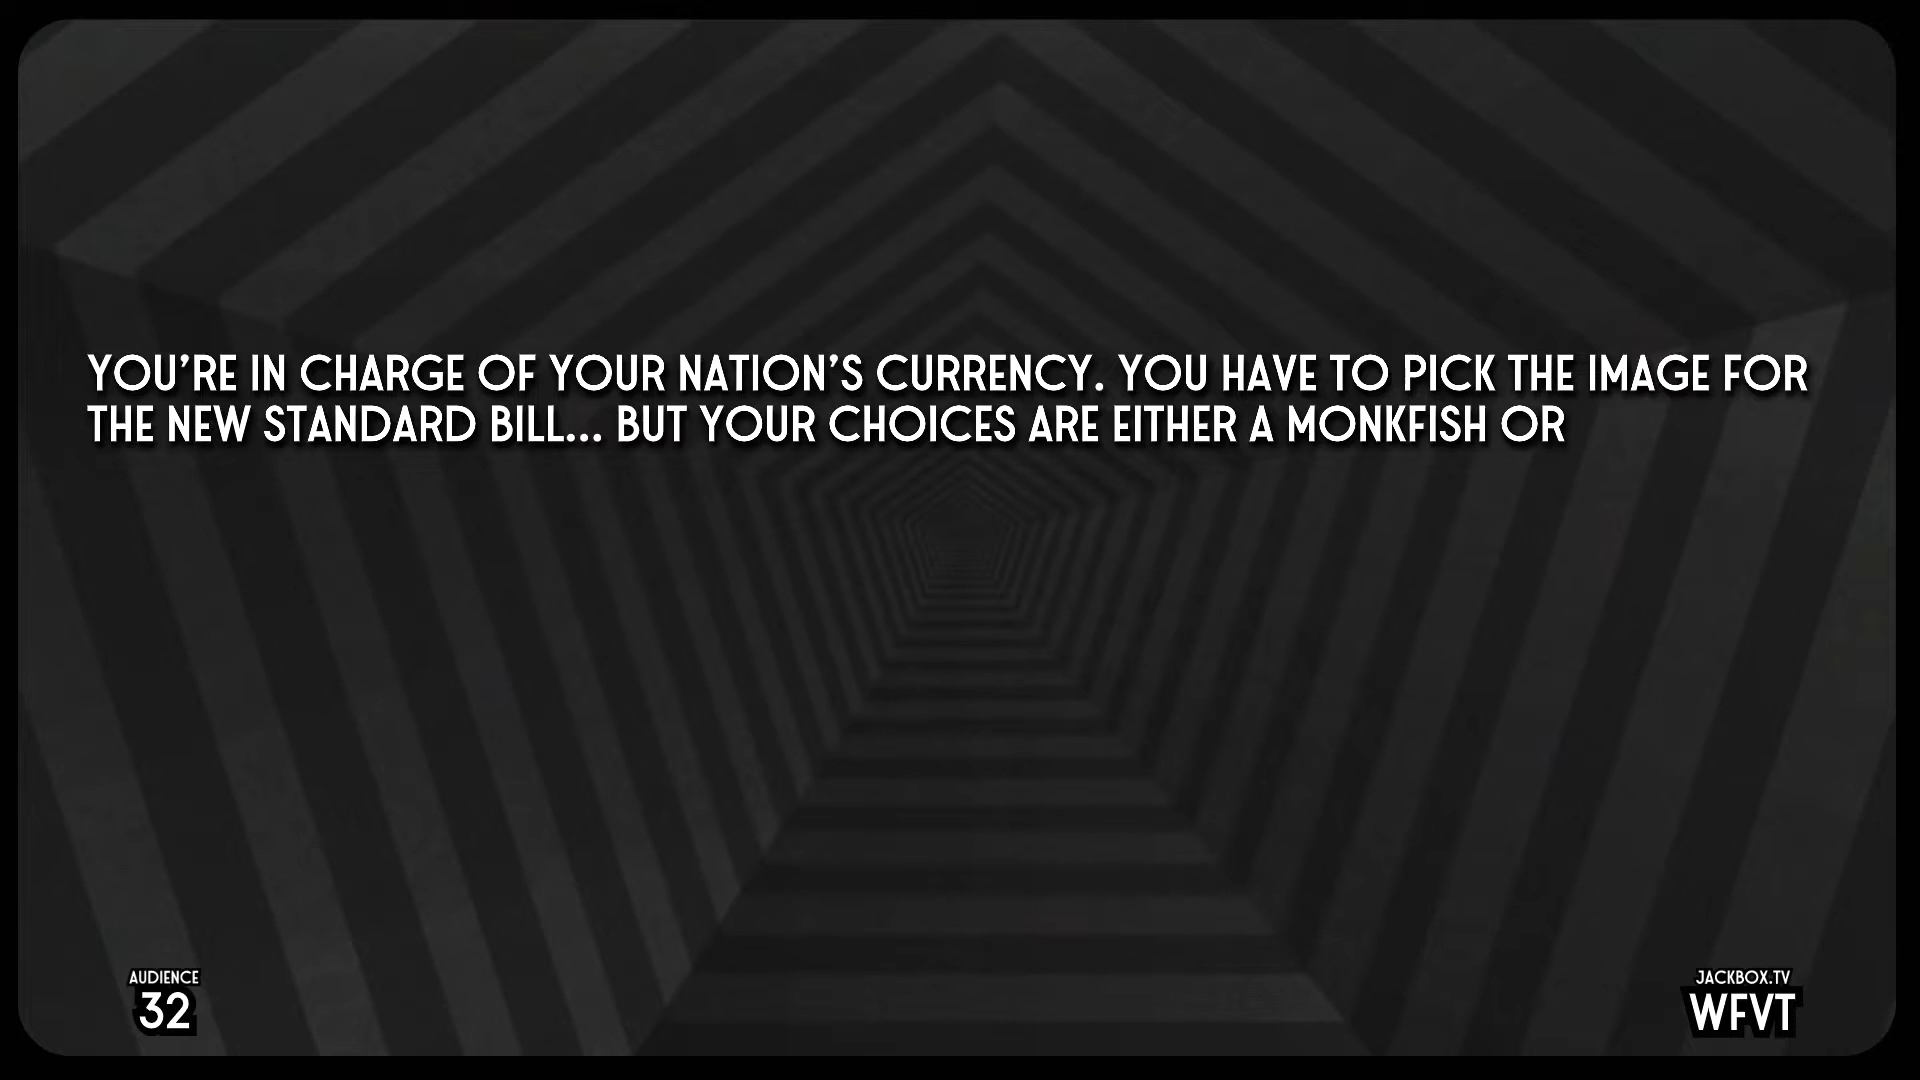 YOU'RE IN CHARGE OF YOUR NATION'S CURRENCY. YOU HAVE TO PICK THE IMAGE FOR
THE NEW STANDARD BILL... BUT YOUR CHOICES ARE EITHER A MONKFISH OR
AUDIENCE
32
JACKBOX.TV
WFVT